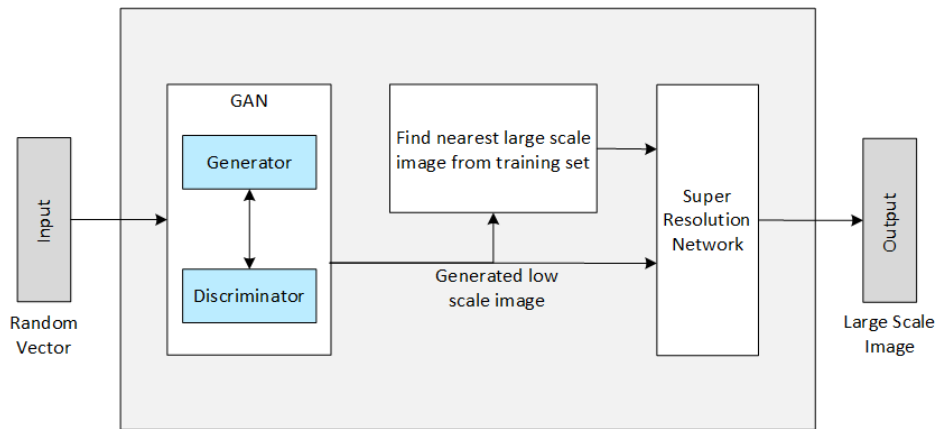 GAN
Generator
Discriminator
Input
Random
Vector
Find nearest large scale
image from training set
Generated low
scale image
Super
Resolution
Network
Output
Large Scale
Image